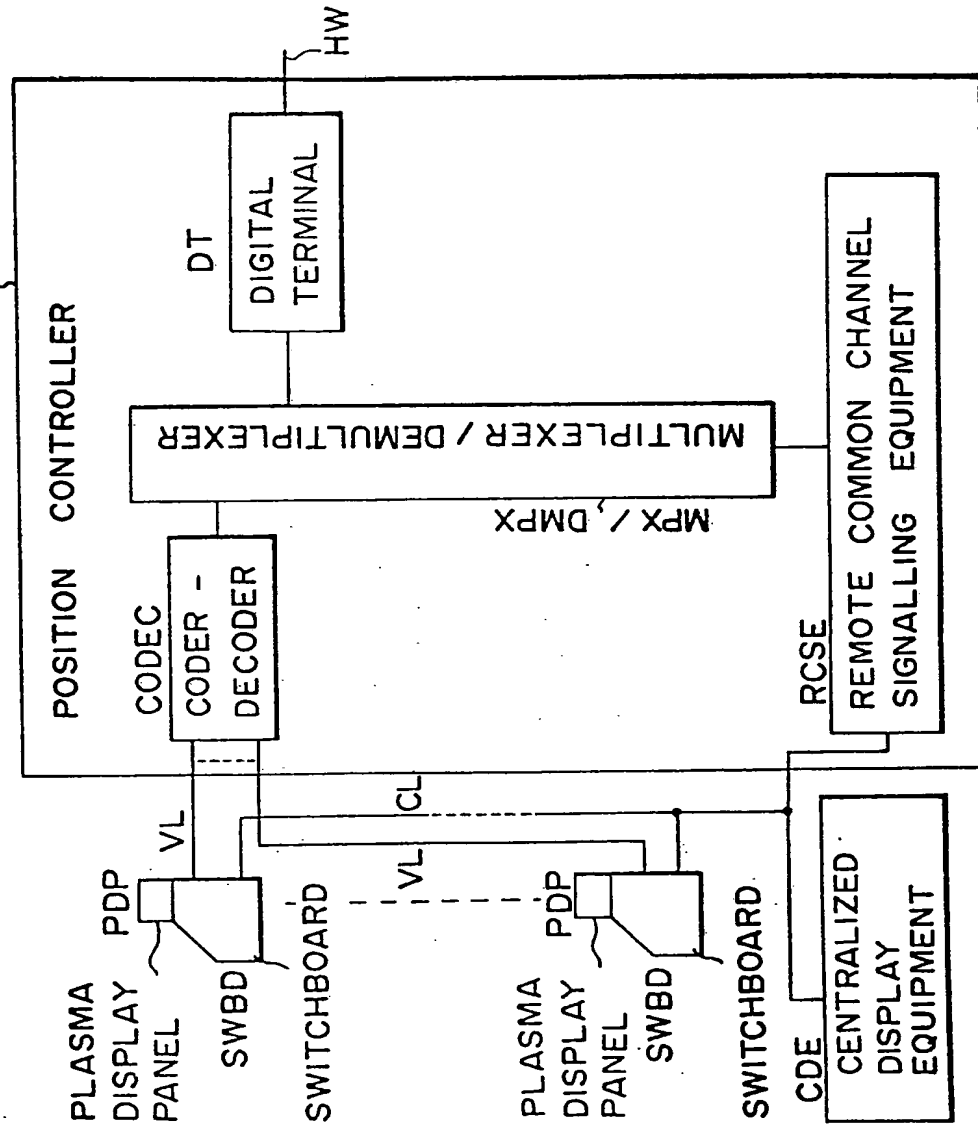 POSITION CONTROLLER
HW
DT
DIGITAL
TERMINAL
MULTIPLEXER / DEMULTIPLEXER
MPX / DMPX
CODEC
CODER -
DECODER
RCSE
REMOTE COMMON CHANNEL
SIGNALLING EQUIPMENT
VL
CL
VL
PDP
PLASMA
DISPLAY
PANEL
SWBD
SWITCHBOARD
PDP
PLASMA
DISPLAY
PANEL
SWBD
SWITCHBOARD
CDE
CENTRALIZED
DISPLAY
EQUIPMENT